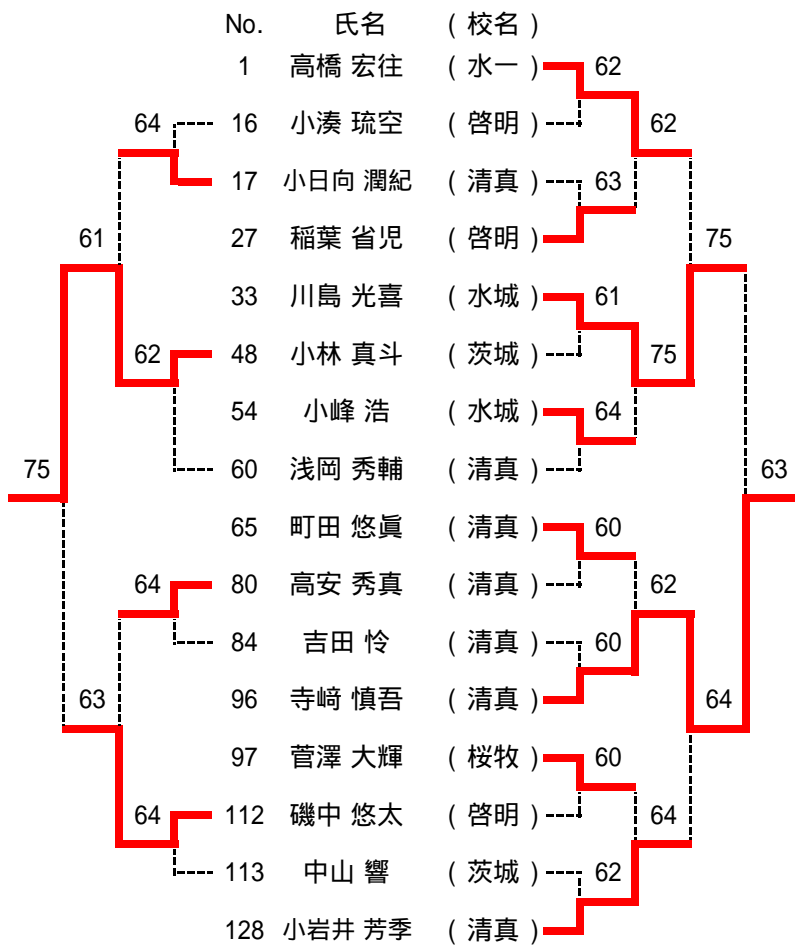 No. 氏名 ( 校名 )
1 高橋 宏往 ( 水一 ) 62
64 16 小湊 琉空 ( 啓明 ) 62
17 小日向 潤紀 ( 清真 ) 63
61 27 稲葉 省児 ( 啓明 ) 75
33 川島 光喜 ( 水城 ) 61
62 48 小林 真斗 ( 茨城 ) 75
54 小峰 浩 ( 水城 ) 64
75 60 浅岡 秀輔 ( 清真 ) 63
65 町田 悠眞 ( 清真 ) 60
64 80 高安 秀真 ( 清真 ) 62
84 吉田 怜 ( 清真 ) 60
63 96 寺﨑 慎吾 ( 清真 ) 64
97 菅澤 大輝 ( 桜牧 ) 60
64 112 磯中 悠太 ( 啓明 ) 64
113 中山 響 ( 茨城 ) 62
128 小岩井 芳季 ( 清真 )